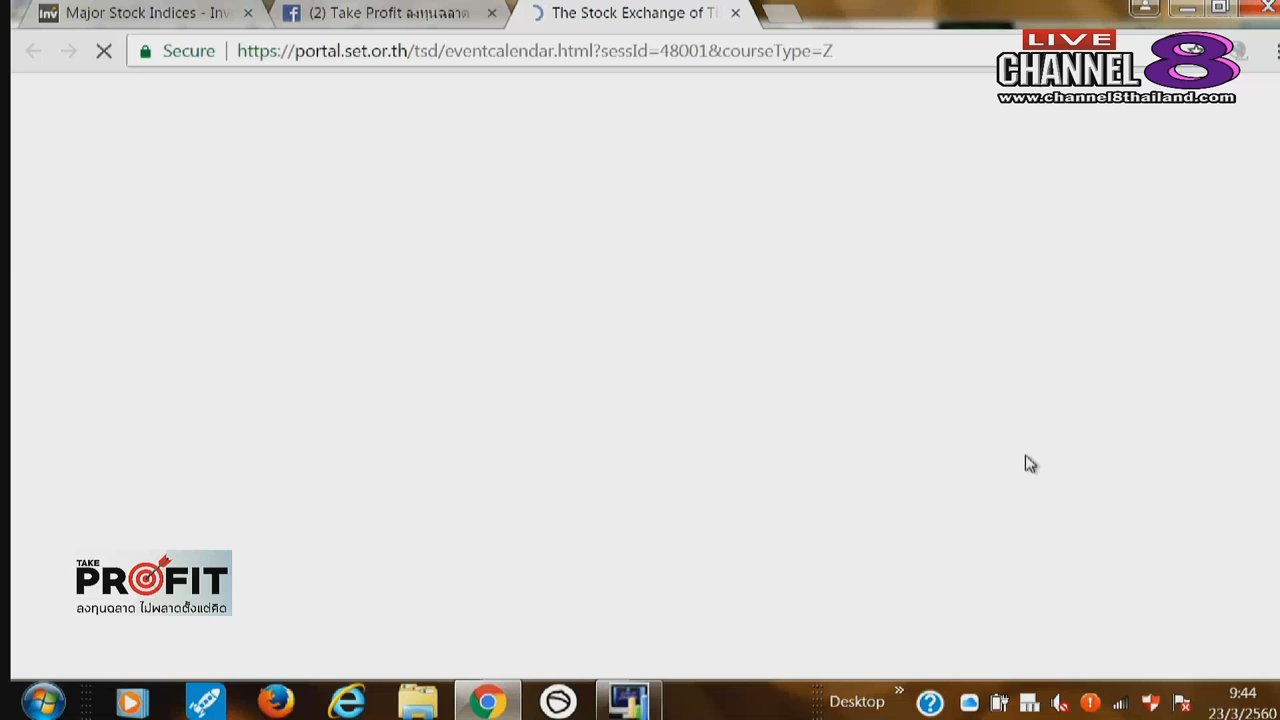 Major Stock Indices - Inv
(2) Take Profit ลงทุนฉลา
The Stock Exchange of T
Secure
https://portal.set.or.th/tsd/eventcalendar.html?sessId=48001&courseType=Z
LIVE
CHANNEL 8
www.channel8thailand.com
TAKE
PROFIT
ลงทุนฉลาด ไม่พลาดตั้งแต่คิด
Desktop
9:44
23/3/2560